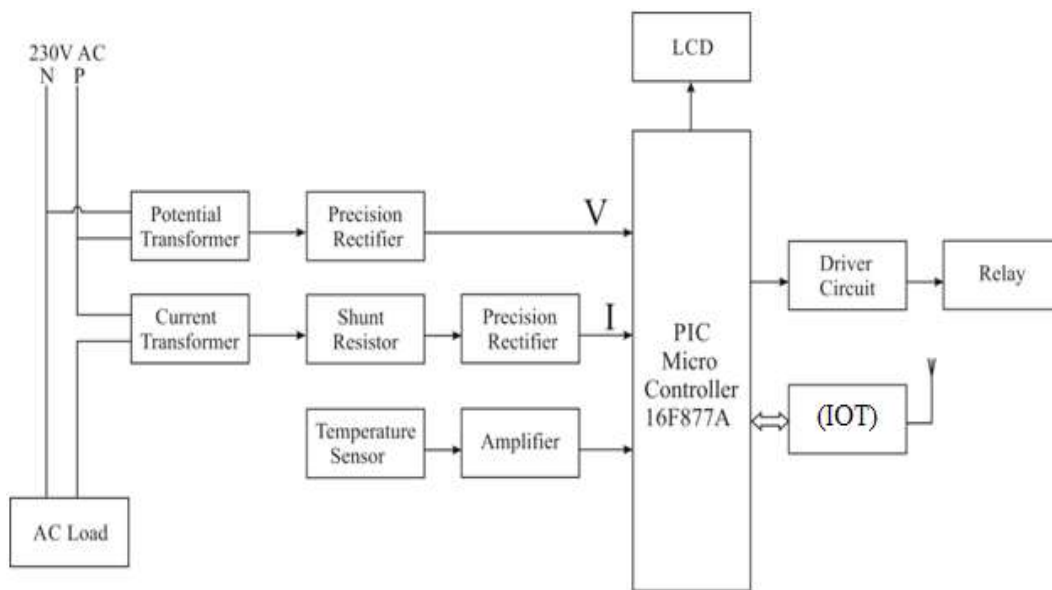 LCD
230V AC
N P
Potential
Transformer
Precision
Rectifier
V
Driver
Circuit
Relay
Current
Transformer
Shunt
Resistor
Precision
Rectifier
I
PIC
Micro
Controller
16F877A
(IOT)
Temperature
Sensor
Amplifier
AC Load